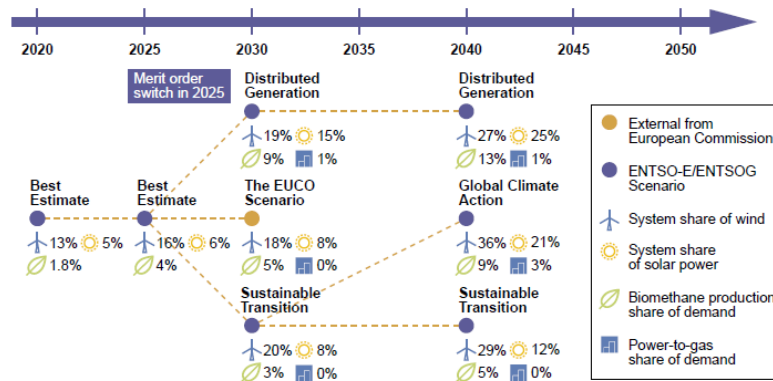 2020 2025 2030 2035 2040 2045 2050
Merit order
switch in 2025
Distributed
Generation
19% 15%
9% 1%
Distributed
Generation
27% 25%
13% 1%
Best
Estimate
13% 5%
1.8%
Best
Estimate
16% 6%
4%
The EUCO
Scenario
18% 8%
5% 0%
Global Climate
Action
36% 21%
9% 3%
Sustainable
Transition
20% 8%
3% 0%
Sustainable
Transition
29% 12%
5% 0%
External from
European Commission
ENTSO-E/ENTSOG
Scenario
System share of wind
System share
of solar power
Biomethane production
share of demand
Power-to-gas
share of demand